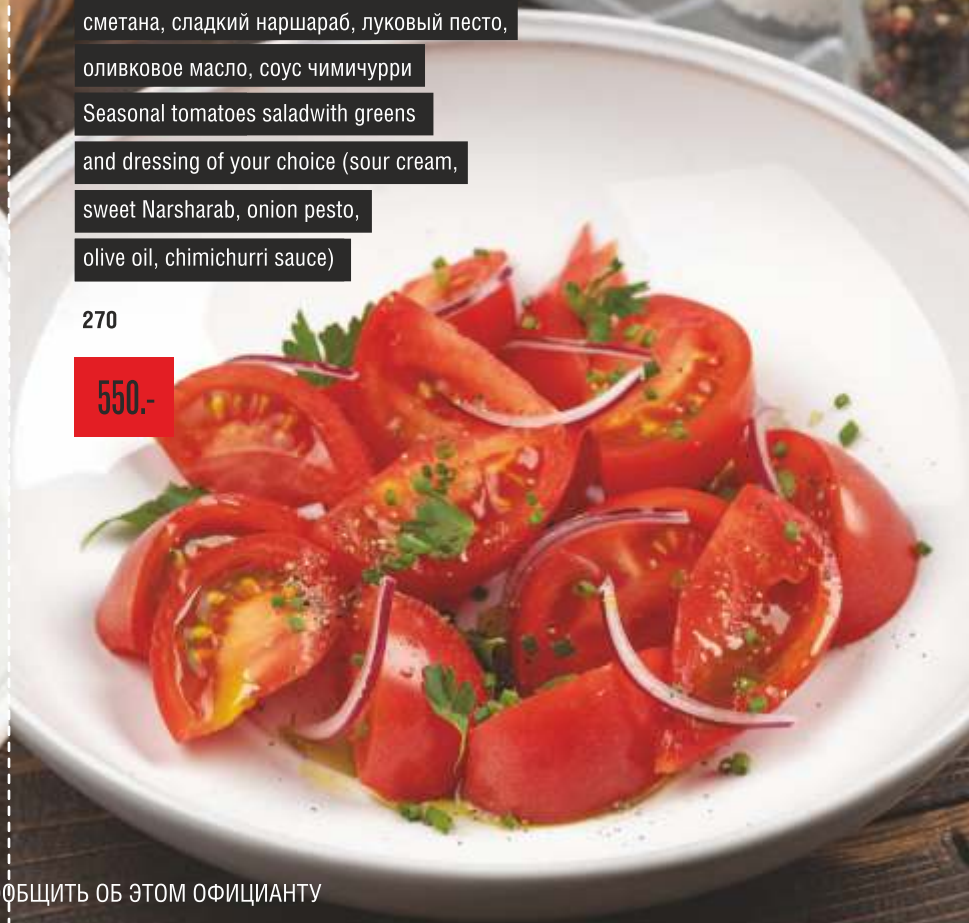 сметана, сладкий наршараб, луковый песто,
оливковое масло, соус чимичурри
Seasonal tomatoes saladwith greens
and dressing of your choice (sour cream,
sweet Narsharab, onion pesto,
olive oil, chimichurri sauce)
270
550.-
ОБЩИТЬ ОБ ЭТОМ ОФИЦИАНТУ